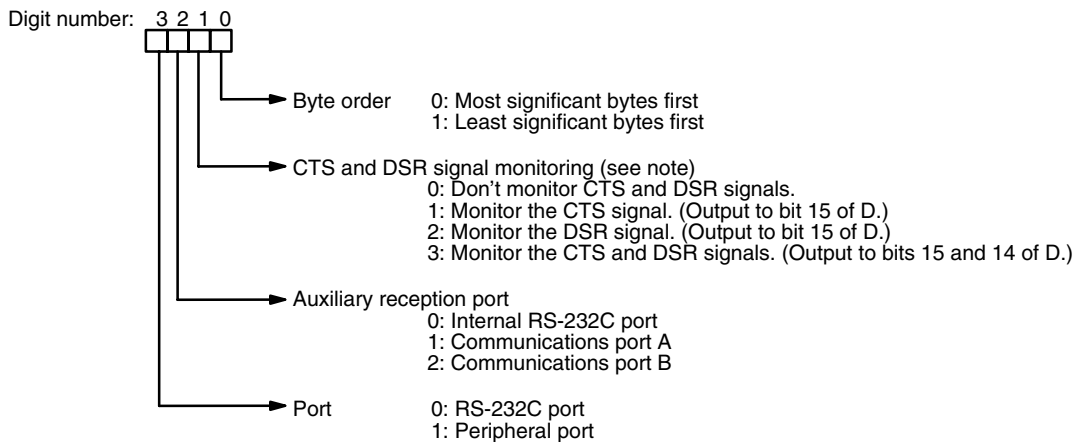 Digit number: 3 2 1 0
Byte order 0: Most significant bytes first
1: Least significant bytes first
CTS and DSR signal monitoring (see note)
0: Don't monitor CTS and DSR signals.
1: Monitor the CTS signal. (Output to bit 15 of D.)
2: Monitor the DSR signal. (Output to bit 15 of D.)
3: Monitor the CTS and DSR signals. (Output to bits 15 and 14 of D.)
Auxiliary reception port
0: Internal RS-232C port
1: Communications port A
2: Communications port B
Port 0: RS-232C port
1: Peripheral port